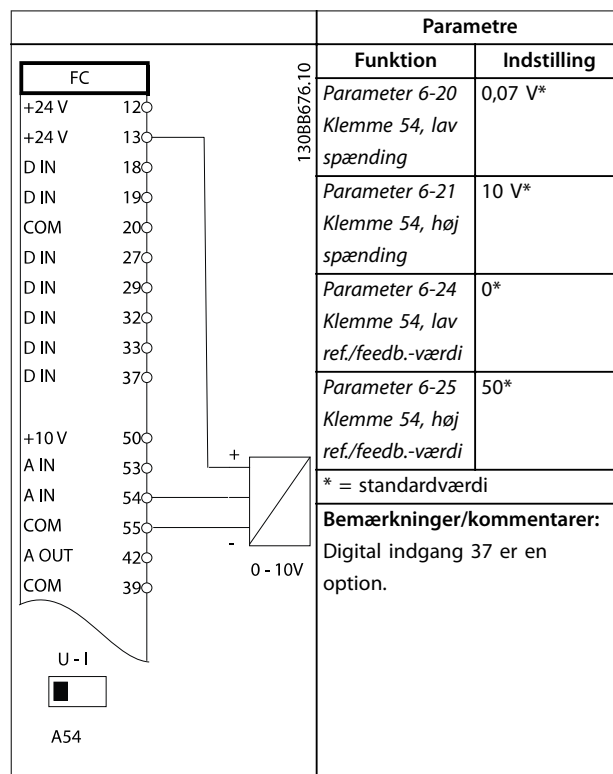 FC
+24 V 12
+24 V 13
D IN 18
D IN 19
COM 20
D IN 27
D IN 29
D IN 32
D IN 33
D IN 37
+10 V 50
A IN 53
A IN 54
COM 55
A OUT 42
COM 39
+
-
0 - 10V
U - I
A54
130BB676.10
Parametre
Funktion Indstilling
Parameter 6-20 0,07 V*
Klemme 54, lav
spænding
Parameter 6-21 10 V*
Klemme 54, høj
spænding
Parameter 6-24 0*
Klemme 54, lav
ref./feedb.-værdi
Parameter 6-25 50*
Klemme 54, høj
ref./feedb.-værdi
* = standardværdi
Bemærkninger/kommentarer:
Digital indgang 37 er en
option.